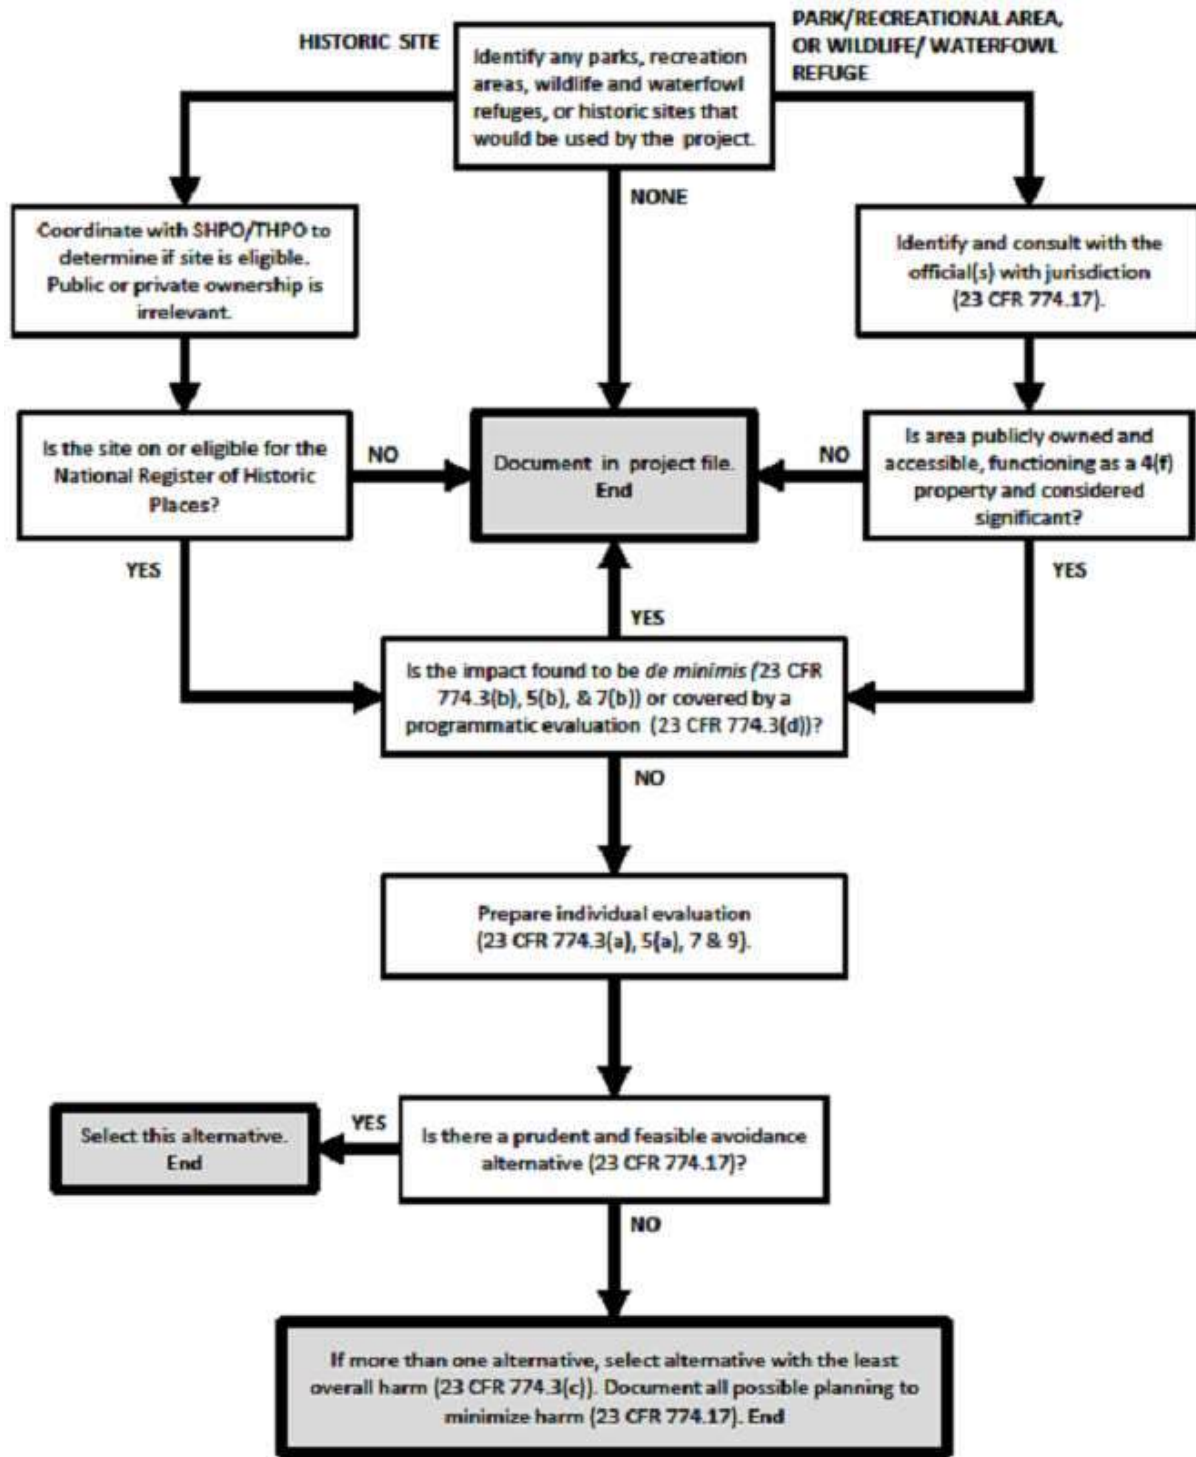 HISTORIC SITE
PARK/RECREATIONAL AREA,
OR WILDLIFE/ WATERFOWL
REFUGE
Identify any parks, recreation
areas, wildlife and waterfowl
refuges, or historic sites that
would be used by the project.
NONE
Coordinate with SHPO/THPO to
determine if site is eligible.
Public or private ownership is
irrelevant.
Identify and consult with the
official(s) with jurisdiction
(23 CFR 774.17).
Is the site on or eligible for the
National Register of Historic
Places?
NO
Document in project file.
End
NO
Is area publicly owned and
accessible, functioning as a 4(f)
property and considered
significant?
YES
YES
YES
Is the impact found to be de minimis (23 CFR
774.3(b), 5(b), & 7(b)) or covered by a
programmatic evaluation (23 CFR 774.3(d))?
NO
Prepare individual evaluation
(23 CFR 774.3(a), 5(a), 7 & 9).
Select this alternative.
End
YES
Is there a prudent and feasible avoidance
alternative (23 CFR 774.17)?
NO
If more than one alternative, select alternative with the least
overall harm (23 CFR 774.3(c)). Document all possible planning to
minimize harm (23 CFR 774.17). End